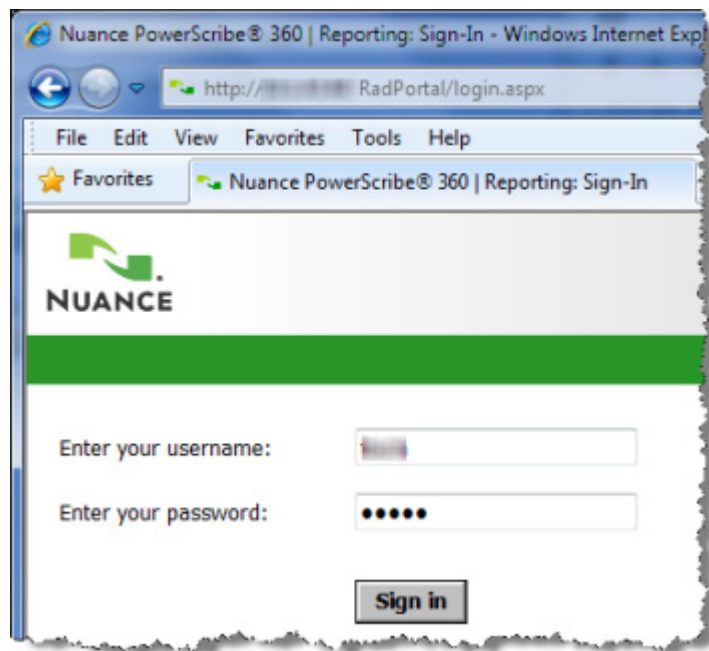 Nuance PowerScribe® 360 | Reporting: Sign-In - Windows Internet Exp
http:// RadPortal/login.aspx
File Edit View Favorites Tools Help
Favorites Nuance PowerScribe® 360 | Reporting: Sign-In
NUANCE
Enter your username:
Enter your password: •••••
Sign in